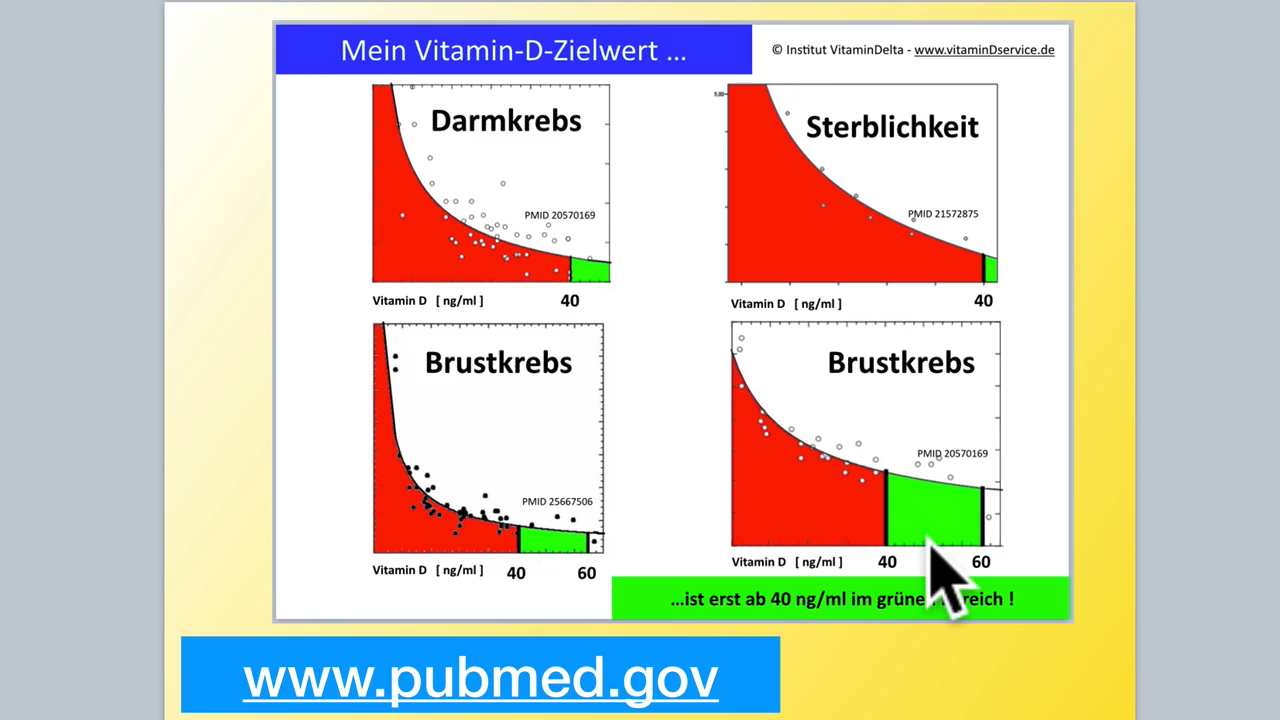 Mein Vitamin-D-Zielwert ...
© Institut VitaminDelta - www.vitaminDservice.de
Darmkrebs
PMID 20570169
Vitamin D [ ng/ml ] 40
5,00
Sterblichkeit
PMID 21572875
Vitamin D [ ng/ml ] 40
Brustkrebs
PMID 25667506
Vitamin D [ ng/ml ] 40 60
Brustkrebs
PMID 20570169
Vitamin D [ ng/ml ] 40 60
...ist erst ab 40 ng/ml im !
www.pubmed.gov